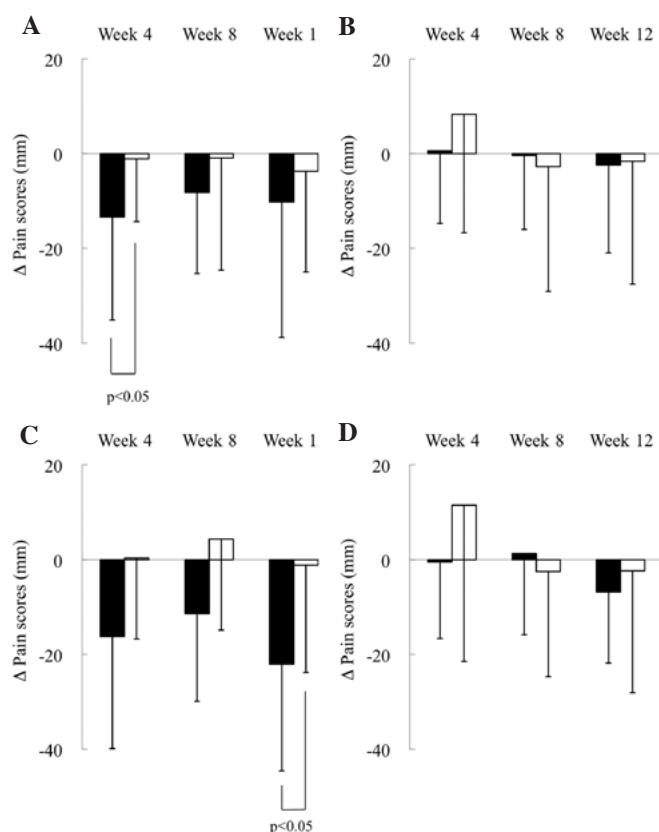 A
Week 4 Week 8 Week 1
20
0
-20
-40
Δ Pain scores (mm)
p<0.05
B
Week 4 Week 8 Week 12
20
0
-20
-40
Δ Pain scores (mm)
C
Week 4 Week 8 Week 1
20
0
-20
-40
Δ Pain scores (mm)
p<0.05
D
Week 4 Week 8 Week 12
20
0
-20
-40
Δ Pain scores (mm)